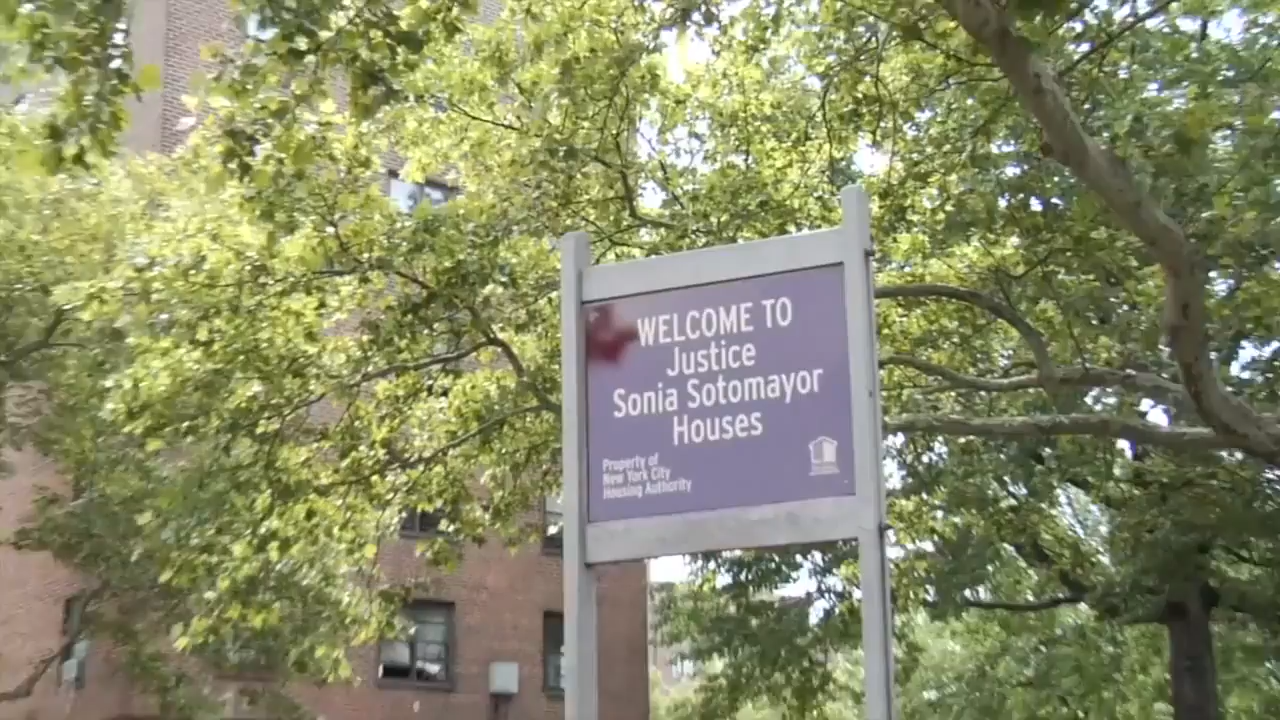 WELCOME TO
Justice
Sonia Sotomayor
Houses
Property of
New York City
Housing Authority